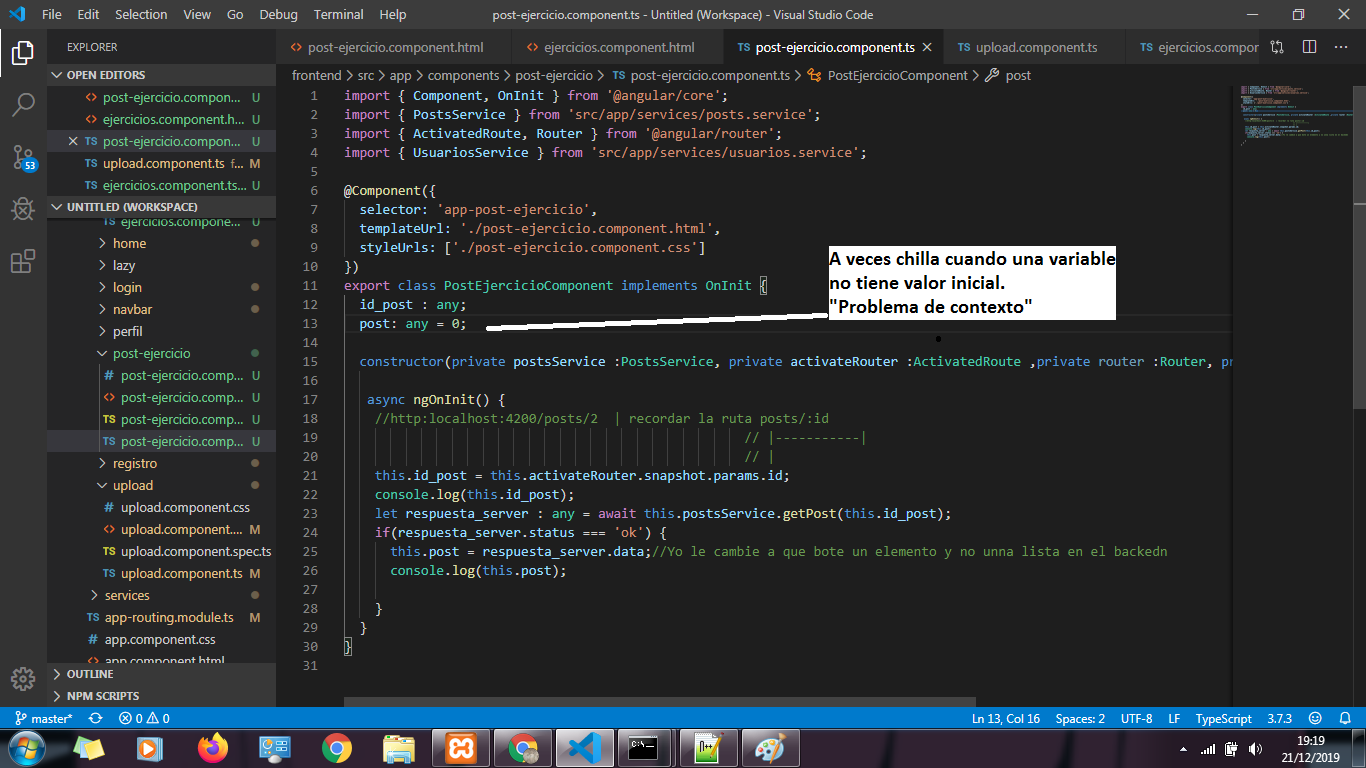 File Edit Selection View Go Debug Terminal Help
post-ejercicio.component.ts - Untitled (Workspace) - Visual Studio Code
EXPLORER
OPEN EDITORS
post-ejercicio.compon... U
ejercicios.component.h... U
post-ejercicio.compon... U
TS upload.component.ts f... M
TS ejercicios.component.ts... U
UNTITLED (WORKSPACE)
TS ejercicios.compone... U
home
lazy
login
navbar
perfil
post-ejercicio
# post-ejercicio.comp... U
<> post-ejercicio.comp... U
TS post-ejercicio.comp... U
TS post-ejercicio.comp... U
registro
upload
# upload.component.css
<> upload.component.... M
TS upload.component.spec.ts
TS upload.component.ts M
services
TS app-routing.module.ts M
# app.component.css
<> app.component.html
OUTLINE
NPM SCRIPTS
53
<> post-ejercicio.component.html
<> ejercicios.component.html
TS post-ejercicio.component.ts
TS upload.component.ts
TS ejercicios.compor
frontend > src > app > components > post-ejercicio > TS post-ejercicio.component.ts > PostEjercicioComponent > post
1 import { Component, OnInit } from '@angular/core';
2 import { PostsService } from 'src/app/services/posts.service';
3 import { ActivatedRoute, Router } from '@angular/router';
4 import { UsuariosService } from 'src/app/services/usuarios.service';
5
6 @Component({
7 selector: 'app-post-ejercicio',
8 templateUrl: './post-ejercicio.component.html',
9 styleUrls: ['./post-ejercicio.component.css']
10 })
11 export class PostEjercicioComponent implements OnInit {
12 id_post : any;
13 post: any = 0;
14
15 constructor(private postsService :PostsService, private activateRouter :ActivatedRoute ,private router :Router, pr
16
17 async ngOnInit() {
18 //http:localhost:4200/posts/2 | recordar la ruta posts/:id
19 // |-----------|
20 // |
21 this.id_post = this.activateRouter.snapshot.params.id;
22 console.log(this.id_post);
23 let respuesta_server : any = await this.postsService.getPost(this.id_post);
24 if(respuesta_server.status === 'ok') {
25 this.post = respuesta_server.data;//Yo le cambie a que bote un elemento y no unna lista en el backedn
26 console.log(this.post);
27
28 }
29 }
30 }
31
A veces chilla cuando una variable
no tiene valor inicial.
"Problema de contexto"
master* 0 0
Ln 13, Col 16 Spaces: 2 UTF-8 LF TypeScript 3.7.3
19:19
21/12/2019